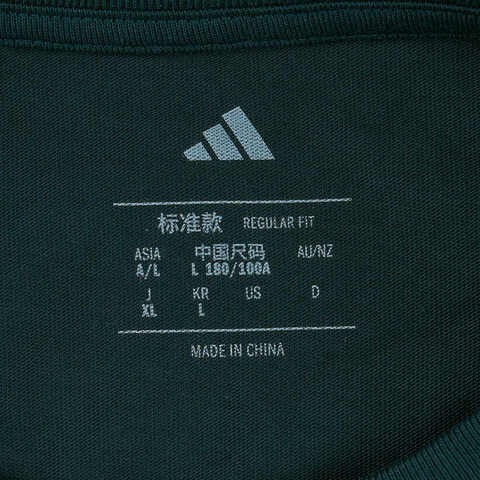 标准款 REGULAR FIT
ASIA 中国尺码 AU/NZ
A/L L 180/100A
J KR US D
XL L
MADE IN CHINA